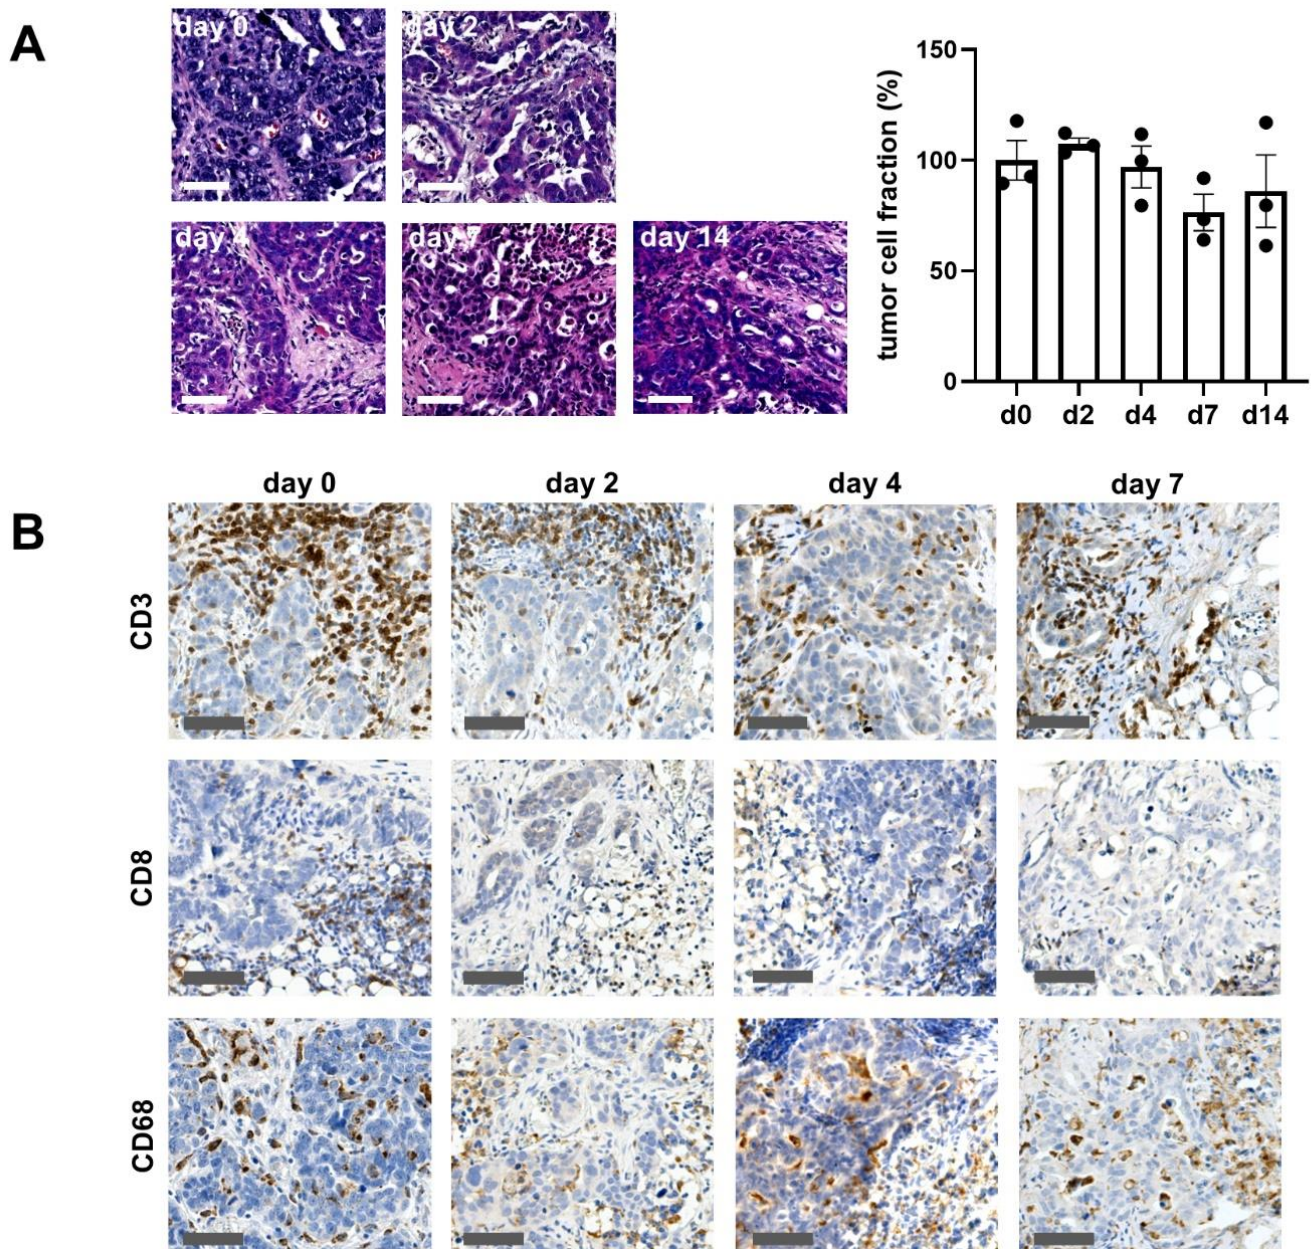 A
day 0
day 2
day 4
day 7
day 14
tumor cell fraction (%)
150
100
50
0
d0 d2 d4 d7 d14
B
day 0 day 2 day 4 day 7
CD3
CD8
CD68